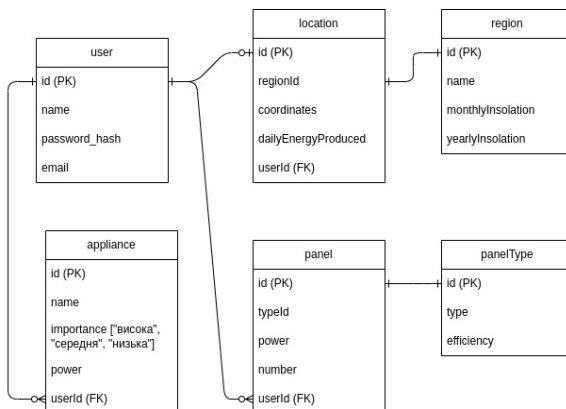 user
id (PK)
name
password_hash
email
location
id (PK)
regionId
coordinates
dailyEnergyProduced
userId (FK)
region
id (PK)
name
monthlyInsolation
yearlyInsolation
appliance
id (PK)
name
importance ["висока",
"середня", "низька"]
power
userId (FK)
panel
id (PK)
typeId
power
number
userId (FK)
panelType
id (PK)
type
efficiency